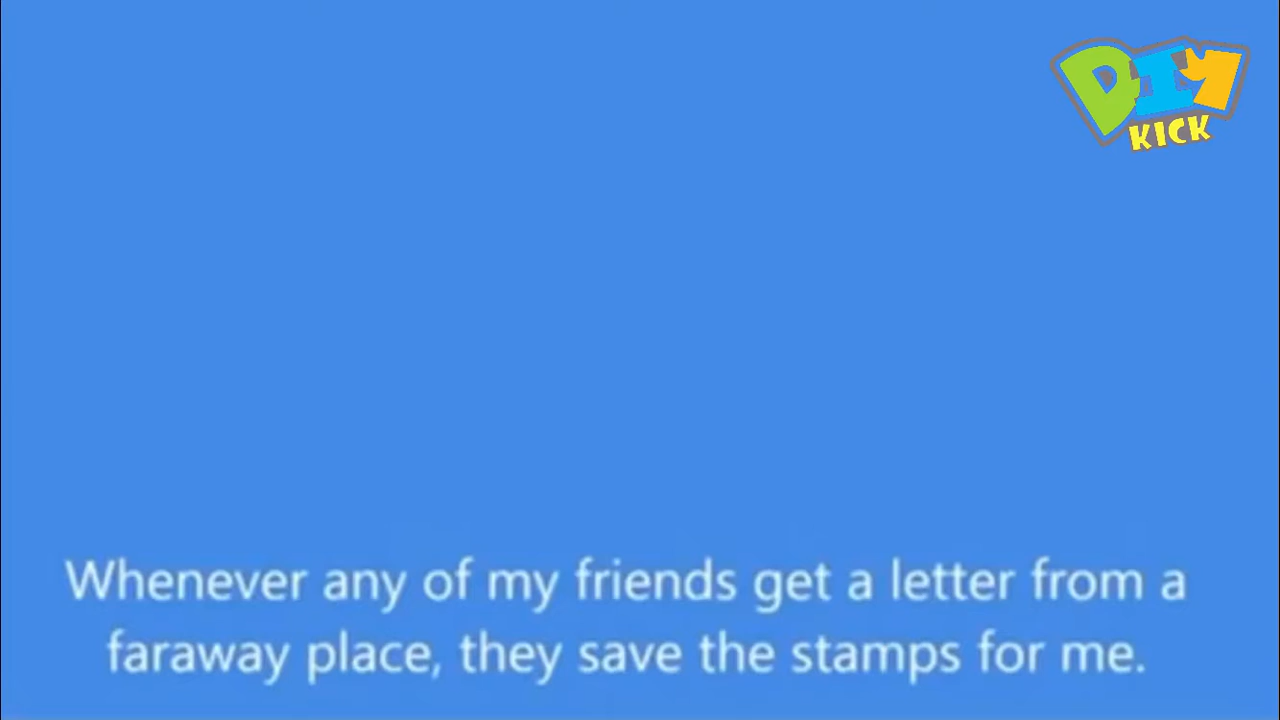 DIY
KICK
Whenever any of my friends get a letter from a
faraway place, they save the stamps for me.